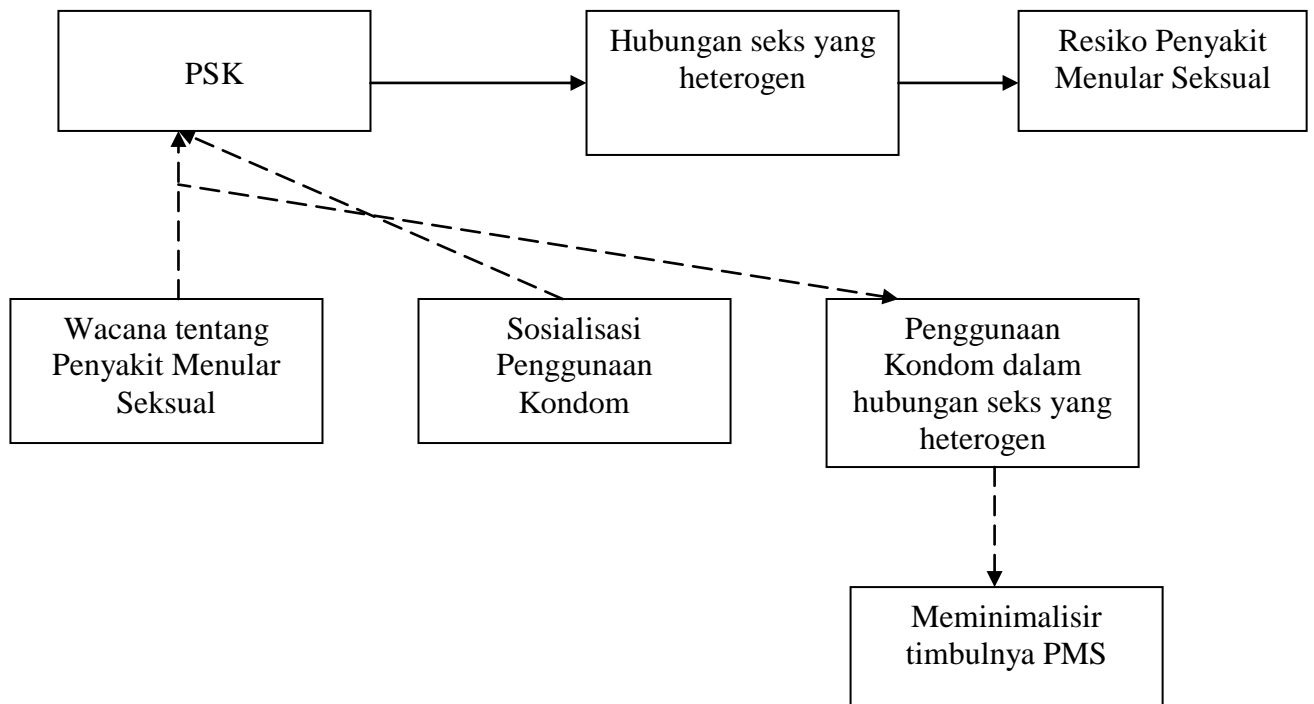 PSK
Hubungan seks yang
heterogen
Resiko Penyakit
Menular Seksual
Wacana tentang
Penyakit Menular
Seksual
Sosialisasi
Penggunaan
Kondom
Penggunaan
Kondom dalam
hubungan seks yang
heterogen
Meminimalisir
timbulnya PMS